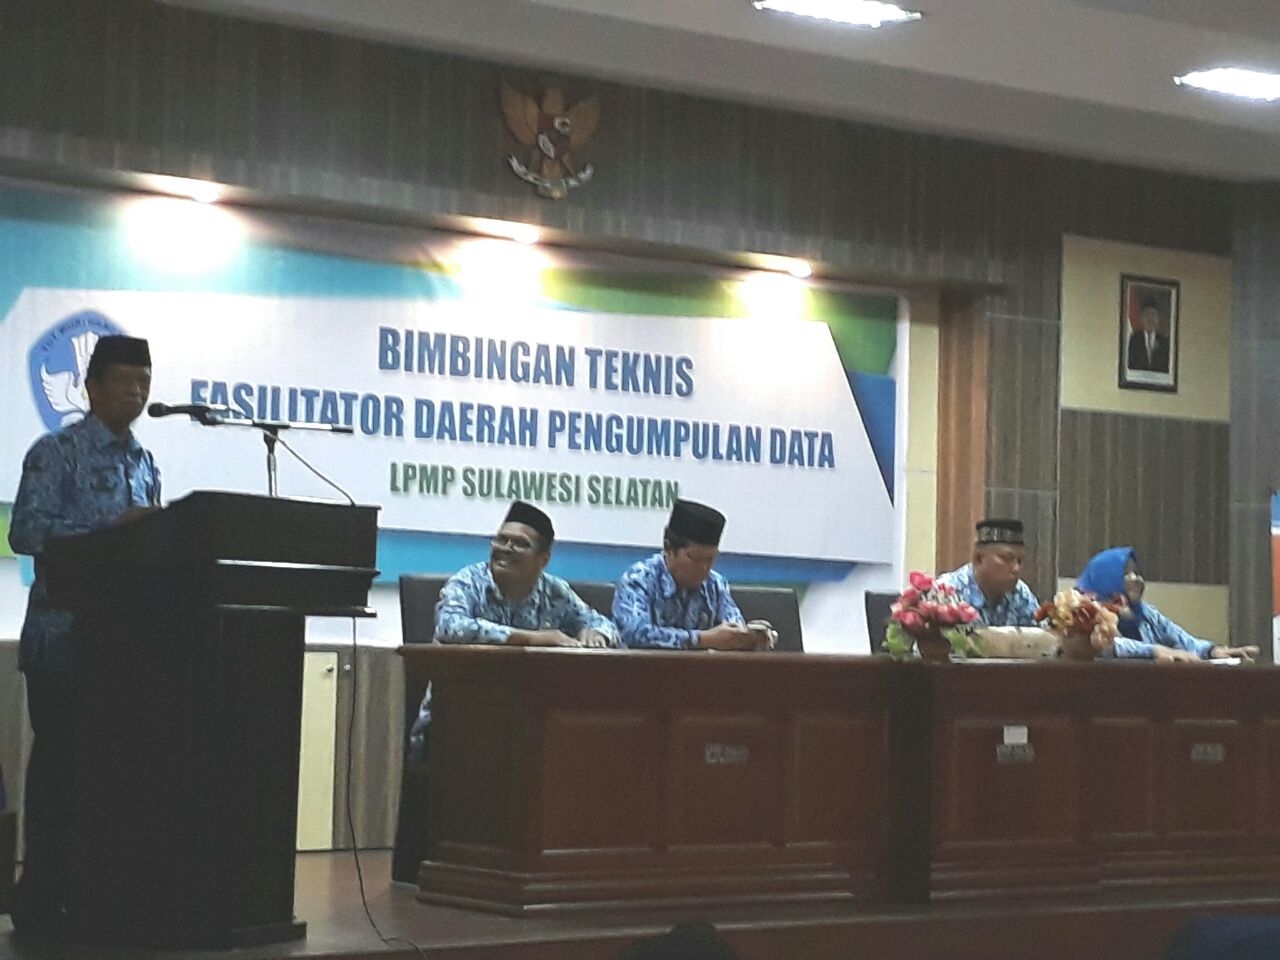 BIMBINGAN TEKNIS
FASILITATOR DAERAH PENGUMPULAN DATA
LPMP SULAWESI SELATAN